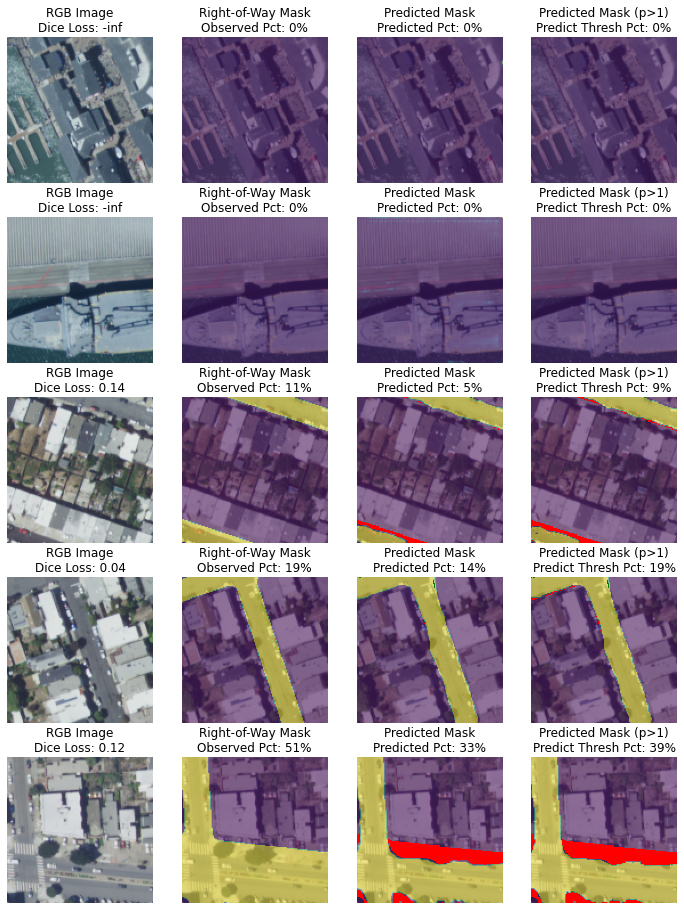 RGB Image
Dice Loss: -inf
Right-of-Way Mask
Observed Pct: 0%
Predicted Mask
Predicted Pct: 0%
Predicted Mask (p>1)
Predict Thresh Pct: 0%
RGB Image
Dice Loss: -inf
Right-of-Way Mask
Observed Pct: 0%
Predicted Mask
Predicted Pct: 0%
Predicted Mask (p>1)
Predict Thresh Pct: 0%
RGB Image
Dice Loss: 0.14
Right-of-Way Mask
Observed Pct: 11%
Predicted Mask
Predicted Pct: 5%
Predicted Mask (p>1)
Predict Thresh Pct: 9%
RGB Image
Dice Loss: 0.04
Right-of-Way Mask
Observed Pct: 19%
Predicted Mask
Predicted Pct: 14%
Predicted Mask (p>1)
Predict Thresh Pct: 19%
RGB Image
Dice Loss: 0.12
Right-of-Way Mask
Observed Pct: 51%
Predicted Mask
Predicted Pct: 33%
Predicted Mask (p>1)
Predict Thresh Pct: 39%